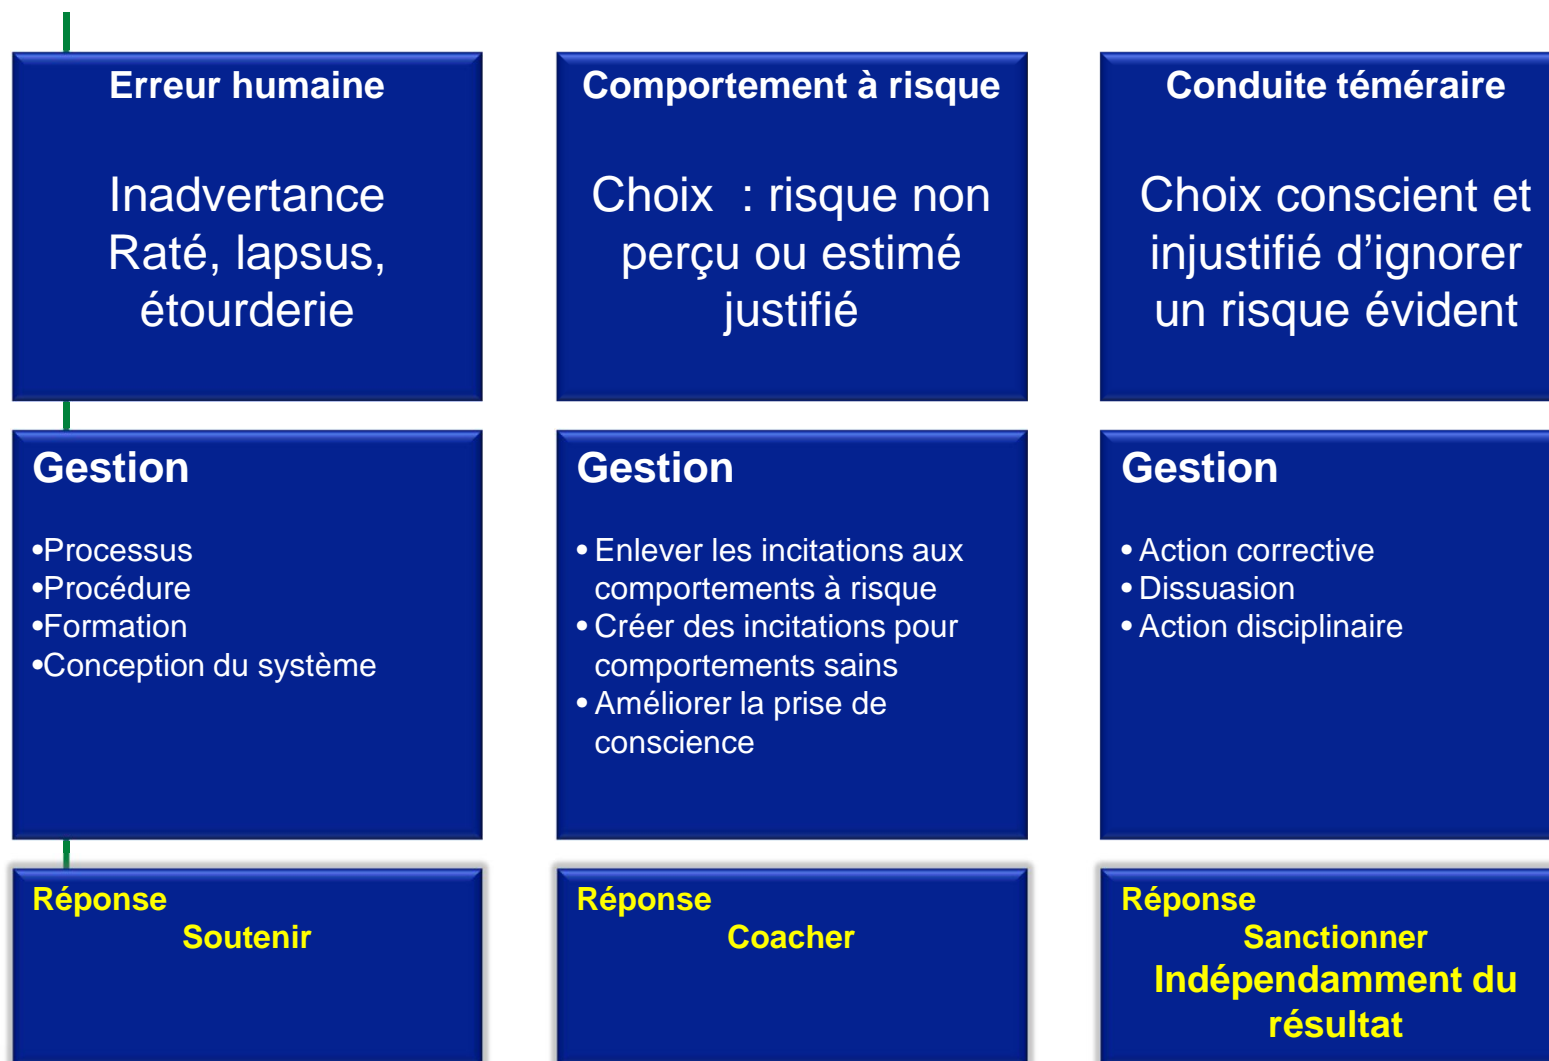 Erreur humaine
Inadvertance
Raté, lapsus,
étourderie
Comportement à risque
Choix  : risque non
perçu ou estimé
justifié
Conduite téméraire
Choix conscient et
injustifié d’ignorer
un risque évident
Gestion
•Processus
•Procédure
•Formation
•Conception du système
Gestion
• Enlever les incitations aux
comportements à risque
• Créer des incitations pour
comportements sains
• Améliorer la prise de
conscience
Gestion
• Action corrective
• Dissuasion
• Action disciplinaire
Réponse
Soutenir
Réponse
Coacher
Réponse
Sanctionner
Indépendamment du
résultat